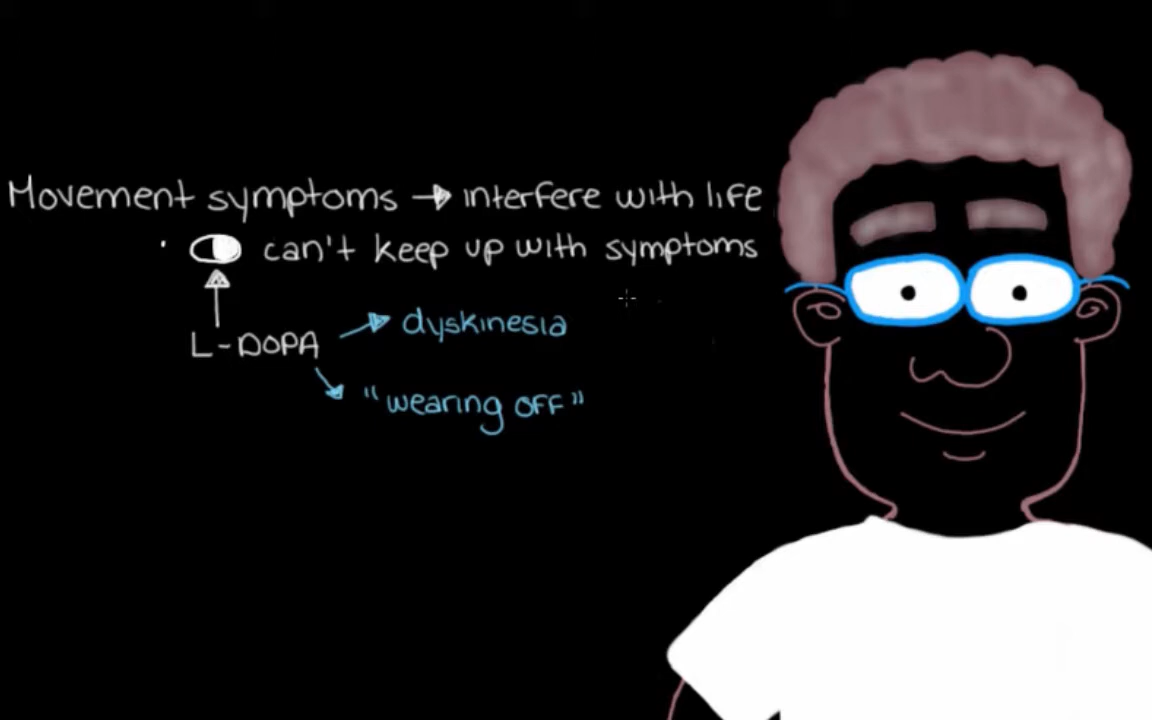 Movement symptoms → interfere with life
can't keep up with symptoms
L-DOPA → dyskinesia
"wearing off"